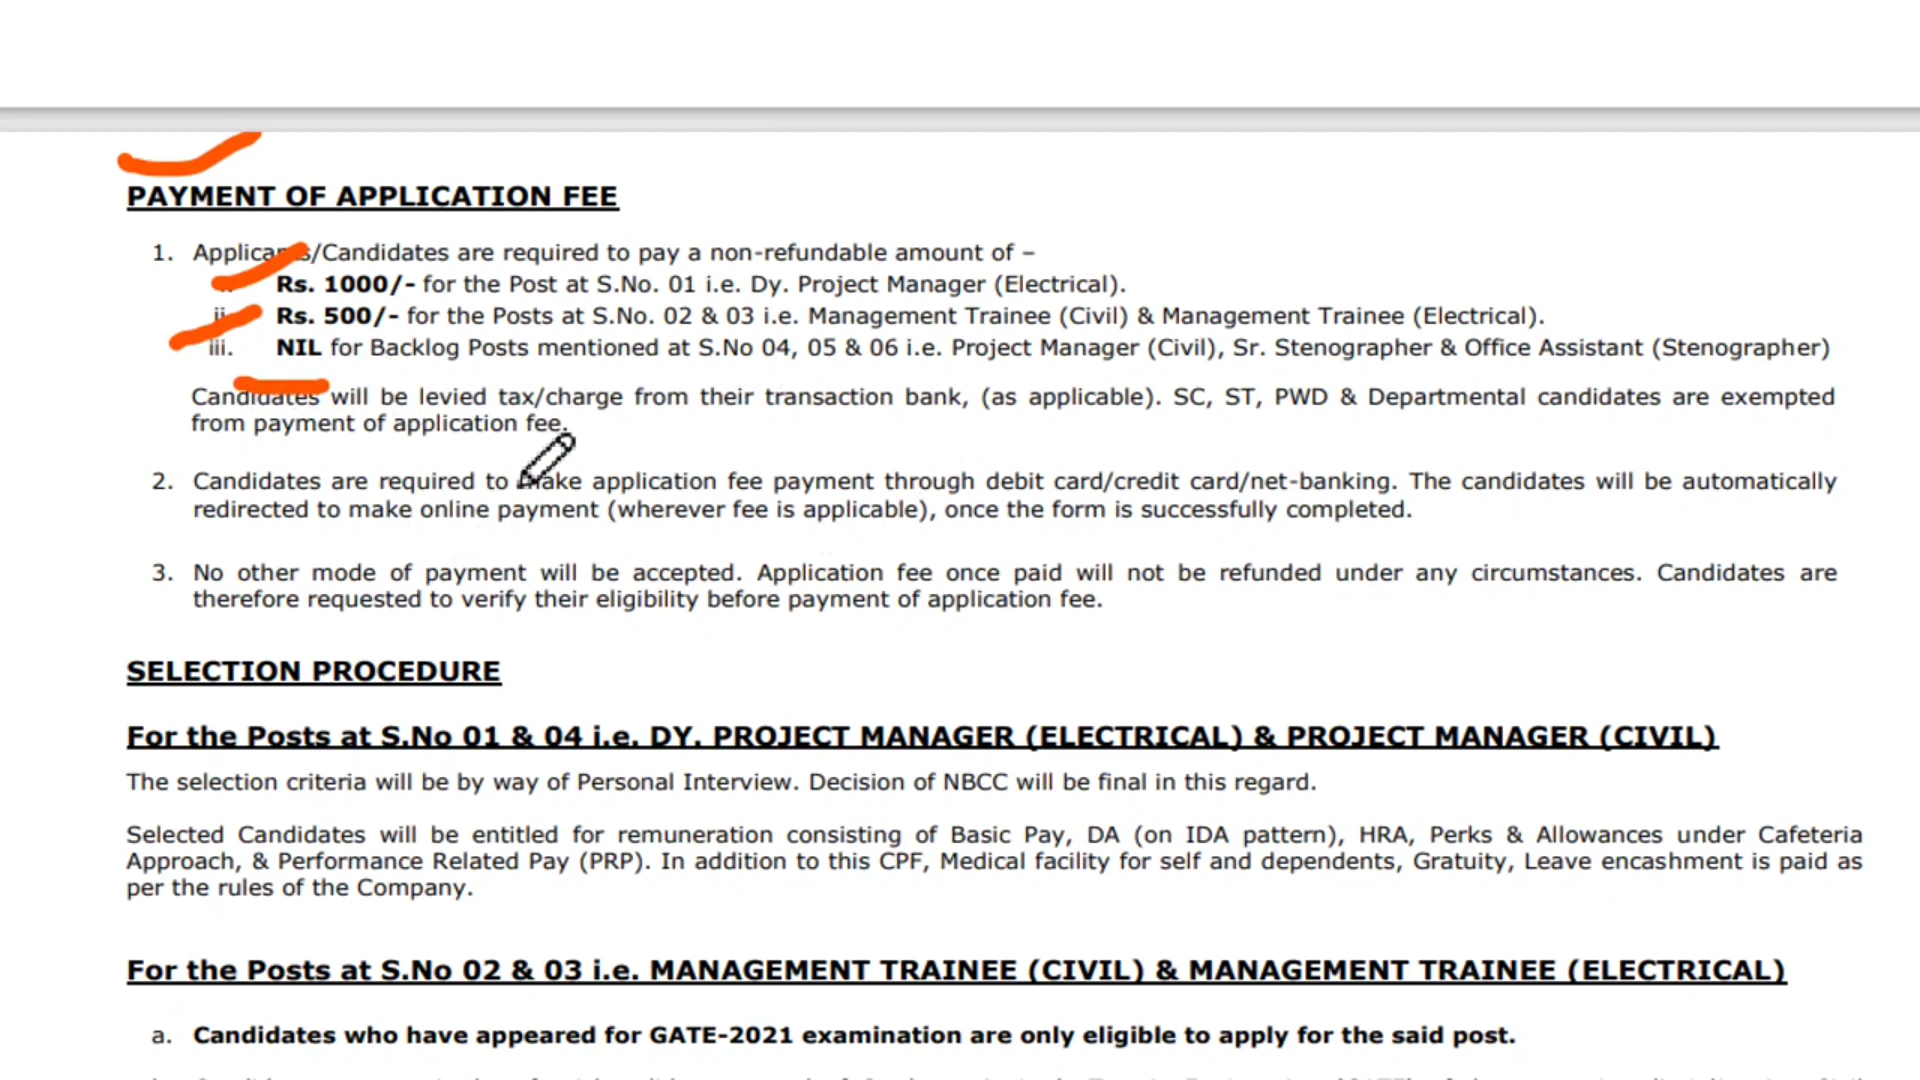 PAYMENT OF APPLICATION FEE
1. Applicants/Candidates are required to pay a non-refundable amount of –
Rs. 1000/- for the Post at S.No. 01 i.e. Dy. Project Manager (Electrical).
ii. Rs. 500/- for the Posts at S.No. 02 & 03 i.e. Management Trainee (Civil) & Management Trainee (Electrical).
iii. NIL for Backlog Posts mentioned at S.No 04, 05 & 06 i.e. Project Manager (Civil), Sr. Stenographer & Office Assistant (Stenographer)
Candidates will be levied tax/charge from their transaction bank, (as applicable). SC, ST, PWD & Departmental candidates are exempted
from payment of application fee.
2. Candidates are required to make application fee payment through debit card/credit card/net-banking. The candidates will be automatically
redirected to make online payment (wherever fee is applicable), once the form is successfully completed.
3. No other mode of payment will be accepted. Application fee once paid will not be refunded under any circumstances. Candidates are
therefore requested to verify their eligibility before payment of application fee.
SELECTION PROCEDURE
For the Posts at S.No 01 & 04 i.e. DY. PROJECT MANAGER (ELECTRICAL) & PROJECT MANAGER (CIVIL)
The selection criteria will be by way of Personal Interview. Decision of NBCC will be final in this regard.
Selected Candidates will be entitled for remuneration consisting of Basic Pay, DA (on IDA pattern), HRA, Perks & Allowances under Cafeteria
Approach, & Performance Related Pay (PRP). In addition to this CPF, Medical facility for self and dependents, Gratuity, Leave encashment is paid as
per the rules of the Company.
For the Posts at S.No 02 & 03 i.e. MANAGEMENT TRAINEE (CIVIL) & MANAGEMENT TRAINEE (ELECTRICAL)
a. Candidates who have appeared for GATE-2021 examination are only eligible to apply for the said post.